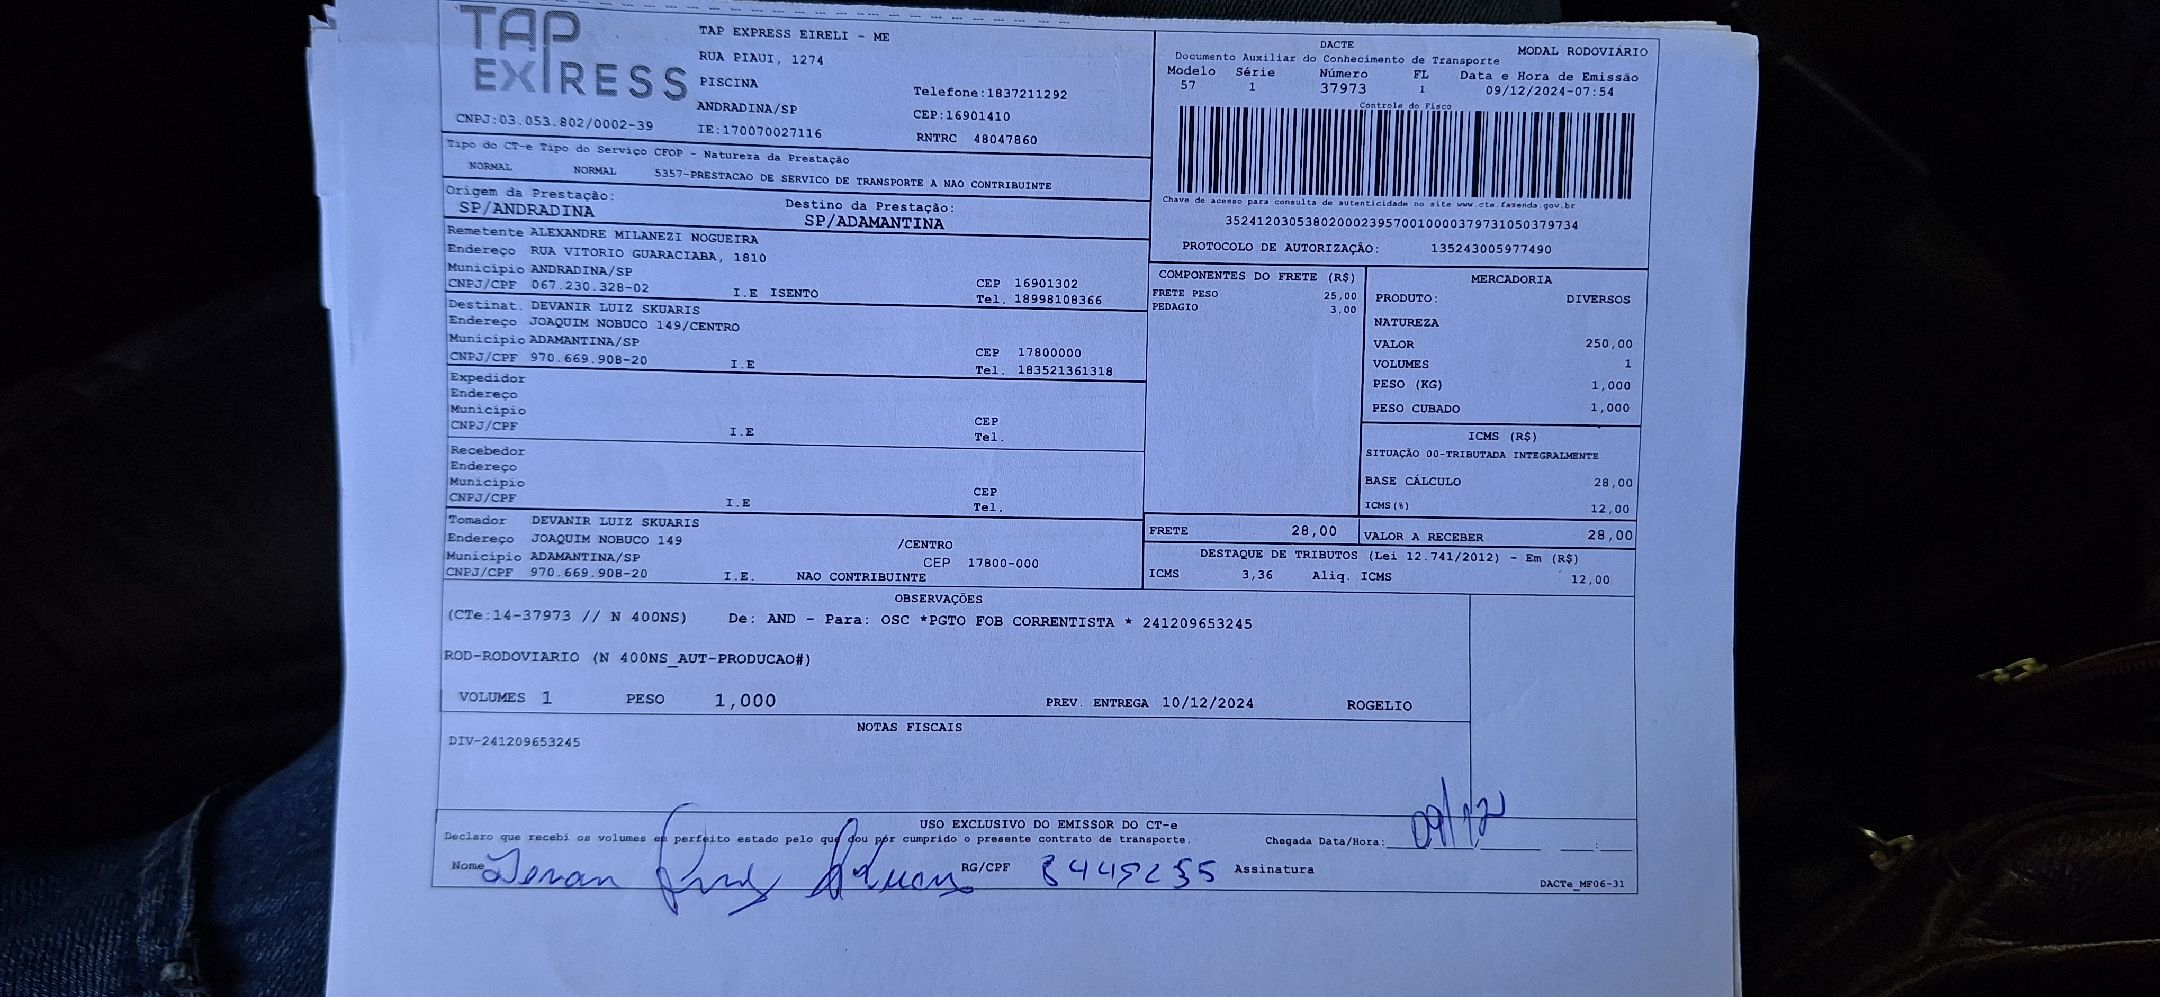 TAP EXPRESS
TAP EXPRESS EIRELI - ME
RUA PIAUI, 1274
PISCINA
Telefone:1837211292
ANDRADINA/SP
CEP:16901410
CNPJ:03.053.802/0002-39
IE:170070027116
RNTRC 48047860
DACTE
MODAL RODOVIÁRIO
Documento Auxiliar do Conhecimento de Transporte
Modelo Série Número FL Data e Hora de Emissão
57 1 37973 1 09/12/2024-07:54
Controle do Fisco
Chave de acesso para consulta de autenticidade no site www.cte.fazenda.gov.br
35241203053802000239570010000379731050379734
PROTOCOLO DE AUTORIZAÇÃO: 135243005977490
Tipo do CT-e Tipo do Serviço CFOP - Natureza da Prestação
NORMAL NORMAL 5357-PRESTACAO DE SERVICO DE TRANSPORTE A NAO CONTRIBUINTE
Origem da Prestação: Destino da Prestação:
SP/ANDRADINA SP/ADAMANTINA
Remetente ALEXANDRE MILANEZI NOGUEIRA
Endereço RUA VITORIO GUARACIABA, 1810
Município ANDRADINA/SP CEP 16901302
CNPJ/CPF 067.230.328-02 I.E ISENTO Tel. 18998108366
Destinat. DEVANIR LUIZ SKUARIS
Endereço JOAQUIM NOBUCO 149/CENTRO
Município ADAMANTINA/SP CEP 17800000
CNPJ/CPF 970.669.908-20 I.E Tel. 183521361318
Expedidor
Endereço
Município CEP
CNPJ/CPF I.E Tel.
Recebedor
Endereço
Município CEP
CNPJ/CPF I.E Tel.
Tomador DEVANIR LUIZ SKUARIS
Endereço JOAQUIM NOBUCO 149 /CENTRO
Município ADAMANTINA/SP CEP 17800-000
CNPJ/CPF 970.669.908-20 I.E. NAO CONTRIBUINTE
COMPONENTES DO FRETE (R$)
FRETE PESO 25,00
PEDAGIO 3,00
MERCADORIA
PRODUTO: DIVERSOS
NATUREZA
VALOR 250,00
VOLUMES 1
PESO (KG) 1,000
PESO CUBADO 1,000
ICMS (R$)
SITUAÇÃO 00-TRIBUTADA INTEGRALMENTE
BASE CÁLCULO 28,00
ICMS(%) 12,00
FRETE 28,00 VALOR A RECEBER 28,00
DESTAQUE DE TRIBUTOS (Lei 12.741/2012) - Em (R$)
ICMS 3,36 Aliq. ICMS 12,00
OBSERVAÇÕES
(CTe:14-37973 // N 400NS) De: AND - Para: OSC *PGTO FOB CORRENTISTA * 241209653245
ROD-RODOVIARIO (N 400NS_AUT-PRODUCAO#)
VOLUMES 1 PESO 1,000 PREV. ENTREGA 10/12/2024 ROGELIO
NOTAS FISCAIS
DIV-241209653245
USO EXCLUSIVO DO EMISSOR DO CT-e
Declaro que recebi os volumes em perfeito estado pelo que dou por cumprido o presente contrato de transporte. Chegada Data/Hora: 09/12
Nome RG/CPF Assinatura
DACTe_MF06-31